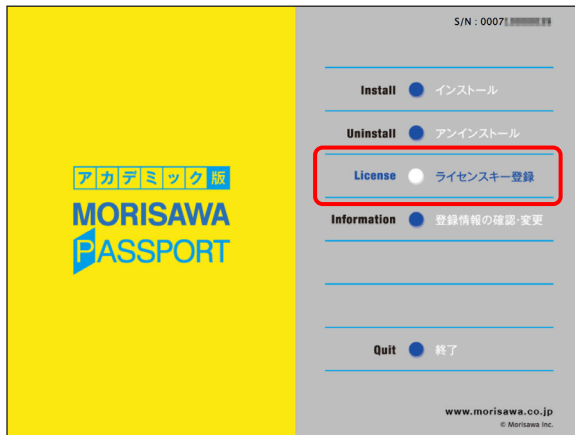 S/N : 0007
Install インストール
Uninstall アンインストール
License ライセンスキー登録
Information 登録情報の確認・変更
Quit 終了
アカデミック版
MORISAWA
PASSPORT
www.morisawa.co.jp
© Morisawa Inc.